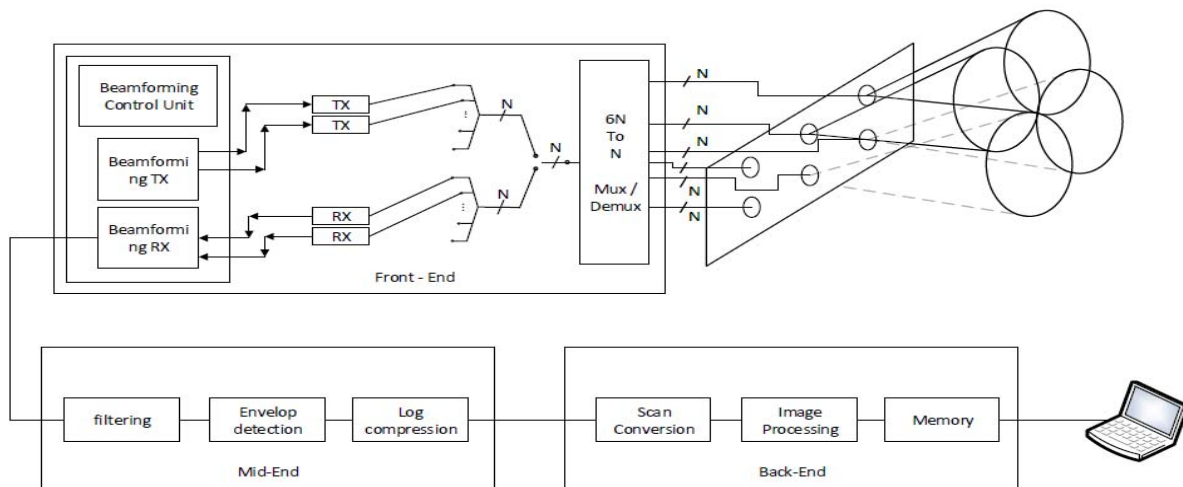 Beamforming
Control Unit
Beamformi
ng TX
Beamformi
ng RX
TX
TX
RX
RX
N
N
N
6N
To
N
Mux /
Demux
N
N
N
N
N
Front - End
filtering
Envelop
detection
Log
compression
Mid-End
Scan
Conversion
Image
Processing
Memory
Back-End